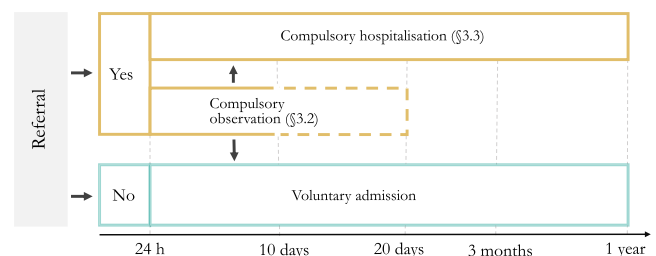 Referral
Yes
Compulsory hospitalisation (§3.3)
Compulsory
observation (§3.2)
No
Voluntary admission
24 h
10 days
20 days
3 months
1 year